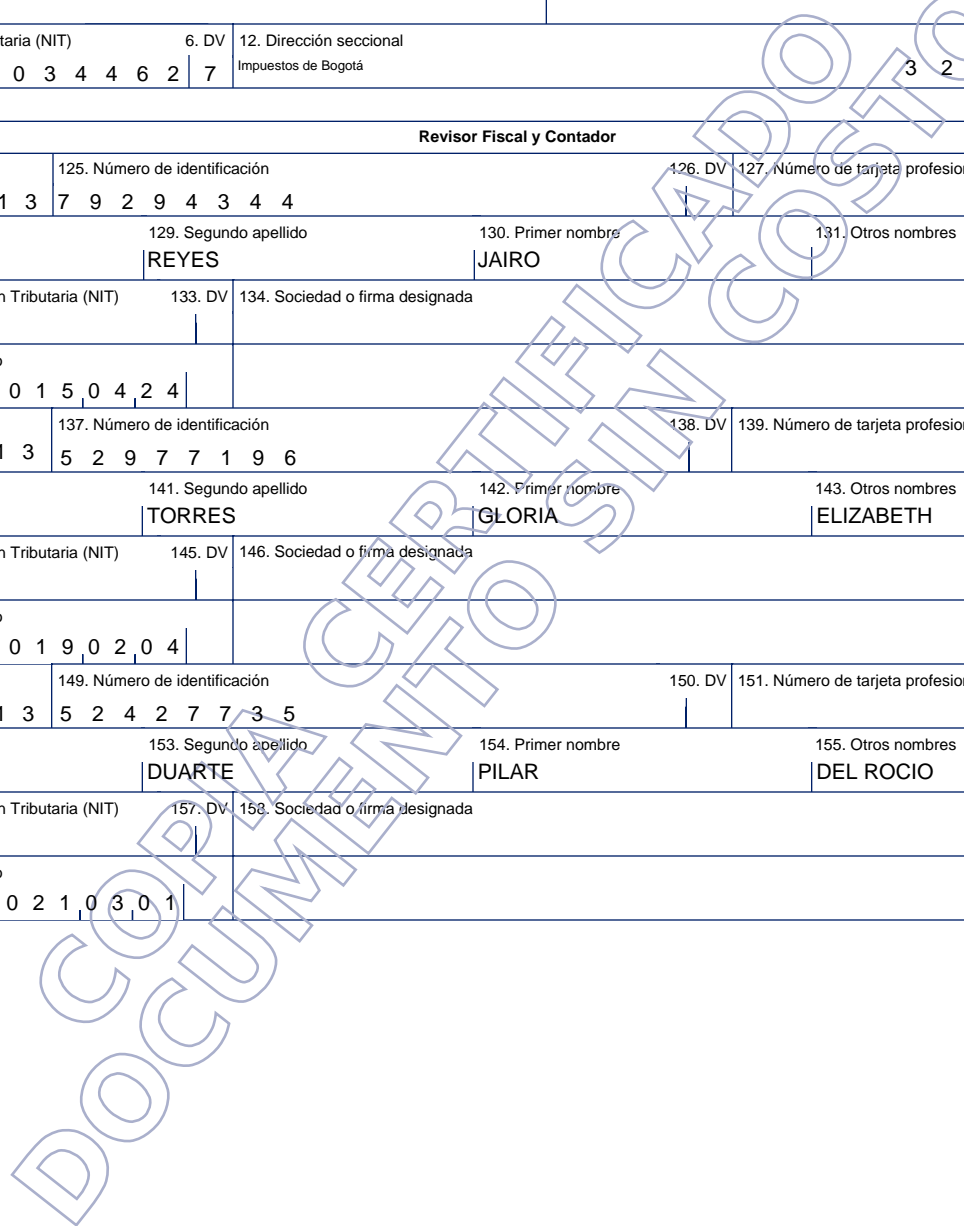 taria (NIT) 6. DV 12. Dirección seccional
0 3 4 4 6 2 7 Impuestos de Bogotá 3 2
Revisor Fiscal y Contador
125. Número de identificación 126. DV 127. Número de tarjeta profesion
1 3 7 9 2 9 4 3 4 4
129. Segundo apellido 130. Primer nombre 131. Otros nombres
REYES JAIRO
n Tributaria (NIT) 133. DV 134. Sociedad o firma designada
o
0 1 5 0 4 2 4
137. Número de identificación 138. DV 139. Número de tarjeta profesion
1 3 5 2 9 7 7 1 9 6
141. Segundo apellido 142. Primer nombre 143. Otros nombres
TORRES GLORIA ELIZABETH
n Tributaria (NIT) 145. DV 146. Sociedad o firma designada
o
0 1 9 0 2 0 4
149. Número de identificación 150. DV 151. Número de tarjeta profesion
1 3 5 2 4 2 7 7 3 5
153. Segundo apellido 154. Primer nombre 155. Otros nombres
DUARTE PILAR DEL ROCIO
n Tributaria (NIT) 157. DV 158. Sociedad o firma designada
o
0 2 1 0 3 0 1
COPIA CERTIFICADO
DOCUMENTO SIN COSTO